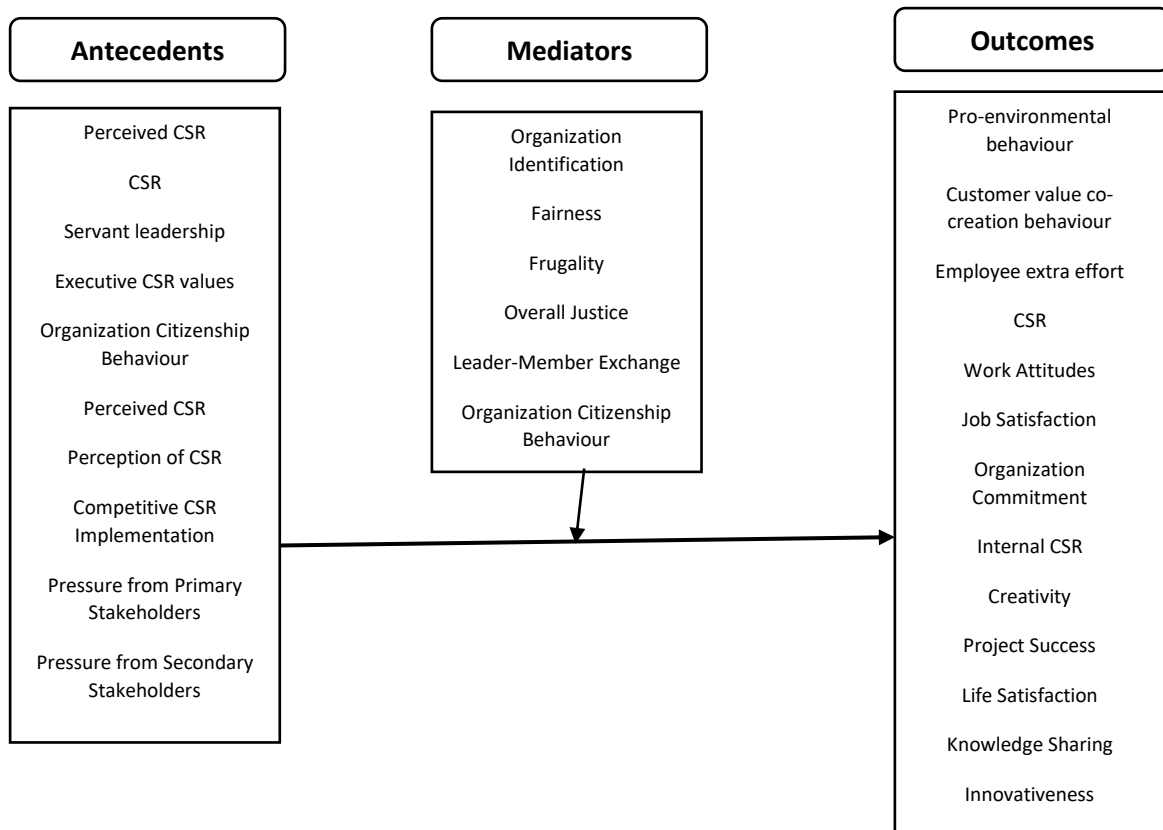 Antecedents
Perceived CSR
CSR
Servant leadership
Executive CSR values
Organization Citizenship
Behaviour
Perceived CSR
Perception of CSR
Competitive CSR
Implementation
Pressure from Primary
Stakeholders
Pressure from Secondary
Stakeholders
Mediators
Organization
Identification
Fairness
Frugality
Overall Justice
Leader-Member Exchange
Organization Citizenship
Behaviour
Outcomes
Pro-environmental
behaviour
Customer value co-
creation behaviour
Employee extra effort
CSR
Work Attitudes
Job Satisfaction
Organization
Commitment
Internal CSR
Creativity
Project Success
Life Satisfaction
Knowledge Sharing
Innovativeness